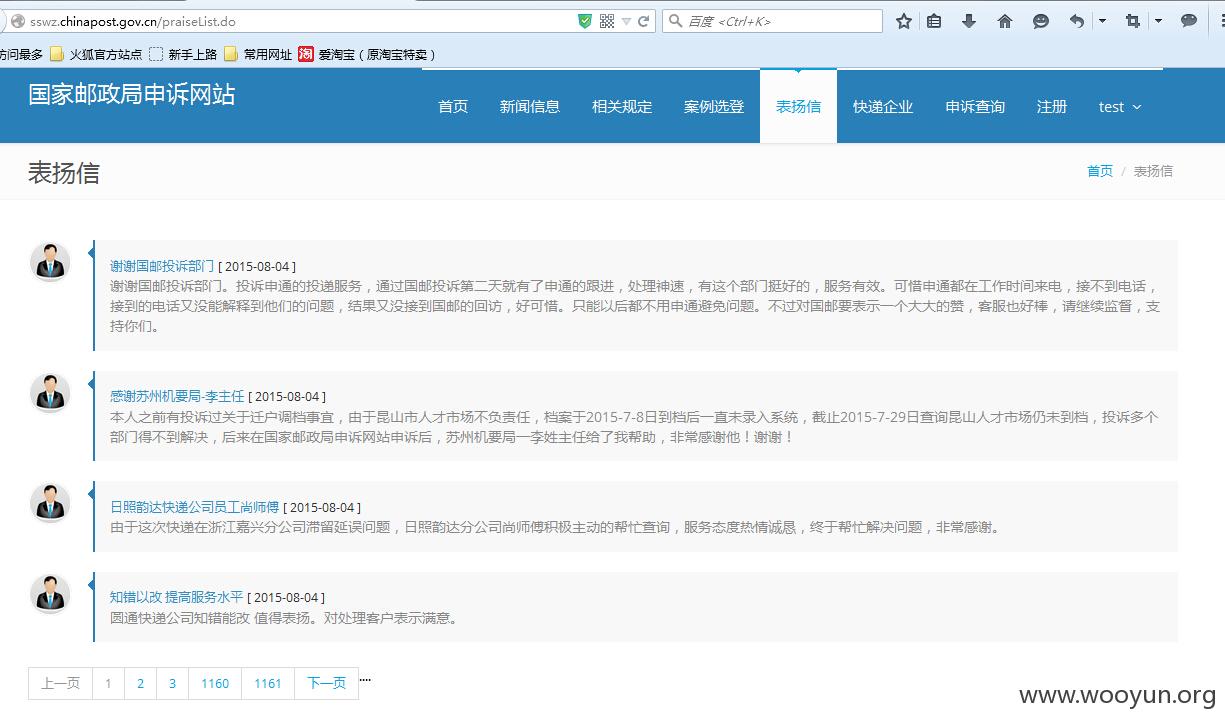 sswz.chinapost.gov.cn/praiseList.do
百度 <Ctrl+K>
访问最多 火狐官方站点 新手上路 常用网址 淘 爱淘宝（原淘宝特卖）
国家邮政局申诉网站
首页 新闻信息 相关规定 案例选登 表扬信 快递企业 申诉查询 注册 test
表扬信
首页 / 表扬信
谢谢国邮投诉部门 [ 2015-08-04 ]
谢谢国邮投诉部门。投诉申通的投递服务，通过国邮投诉第二天就有了申通的跟进，处理神速，有这个部门挺好的，服务有效。可惜申通都在工作时间来电，接不到电话，
接到的电话又没能解释到他们的问题，结果又没接到国邮的回访，好可惜。只能以后都不用申通避免问题。不过对国邮要表示一个大大的赞，客服也好棒，请继续监督，支
持你们。
感谢苏州机要局-李主任 [ 2015-08-04 ]
本人之前有投诉过关于迁户调档事宜，由于昆山市人才市场不负责任，档案于2015-7-8日到档后一直未录入系统，截止2015-7-29日查询昆山人才市场仍未到档，投诉多个
部门得不到解决，后来在国家邮政局申诉网站申诉后，苏州机要局一李姓主任给了我帮助，非常感谢他！谢谢！
日照韵达快递公司员工尚师傅 [ 2015-08-04 ]
由于这次快递在浙江嘉兴分公司滞留延误问题，日照韵达分公司尚师傅积极主动的帮忙查询，服务态度热情诚恳，终于帮忙解决问题，非常感谢。
知错以改 提高服务水平 [ 2015-08-04 ]
圆通快递公司知错能改 值得表扬。对处理客户表示满意。
上一页 1 2 3 1160 1161 下一页 ....
www.wooyun.org